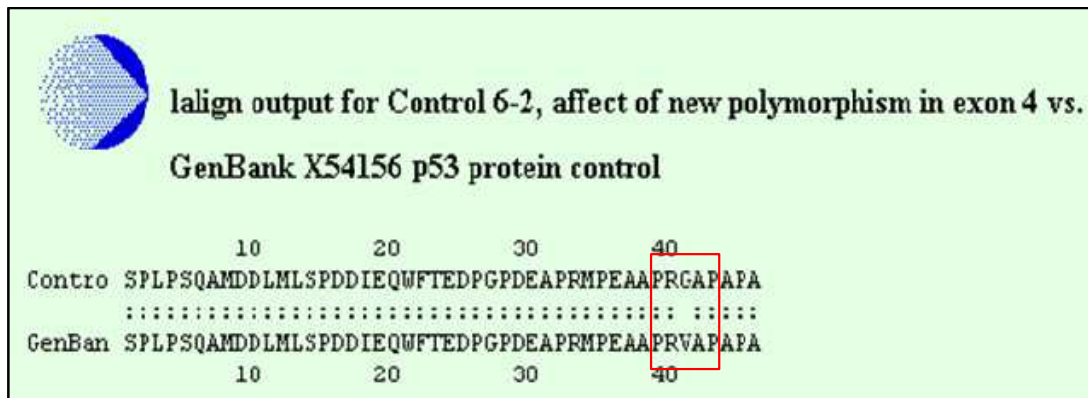 lalign output for Control 6-2, affect of new polymorphism in exon 4 vs.
GenBank X54156 p53 protein control
10 20 30 40
Contro SPLPSQAMDDLMLSPDDIEQWFTEDPGPDEAPRMPEAAPRGAPAPA
:::::::::::::::::::::::::::::::::::::::: :::::
GenBan SPLPSQAMDDLMLSPDDIEQWFTEDPGPDEAPRMPEAAPRVAPAPA
10 20 30 40